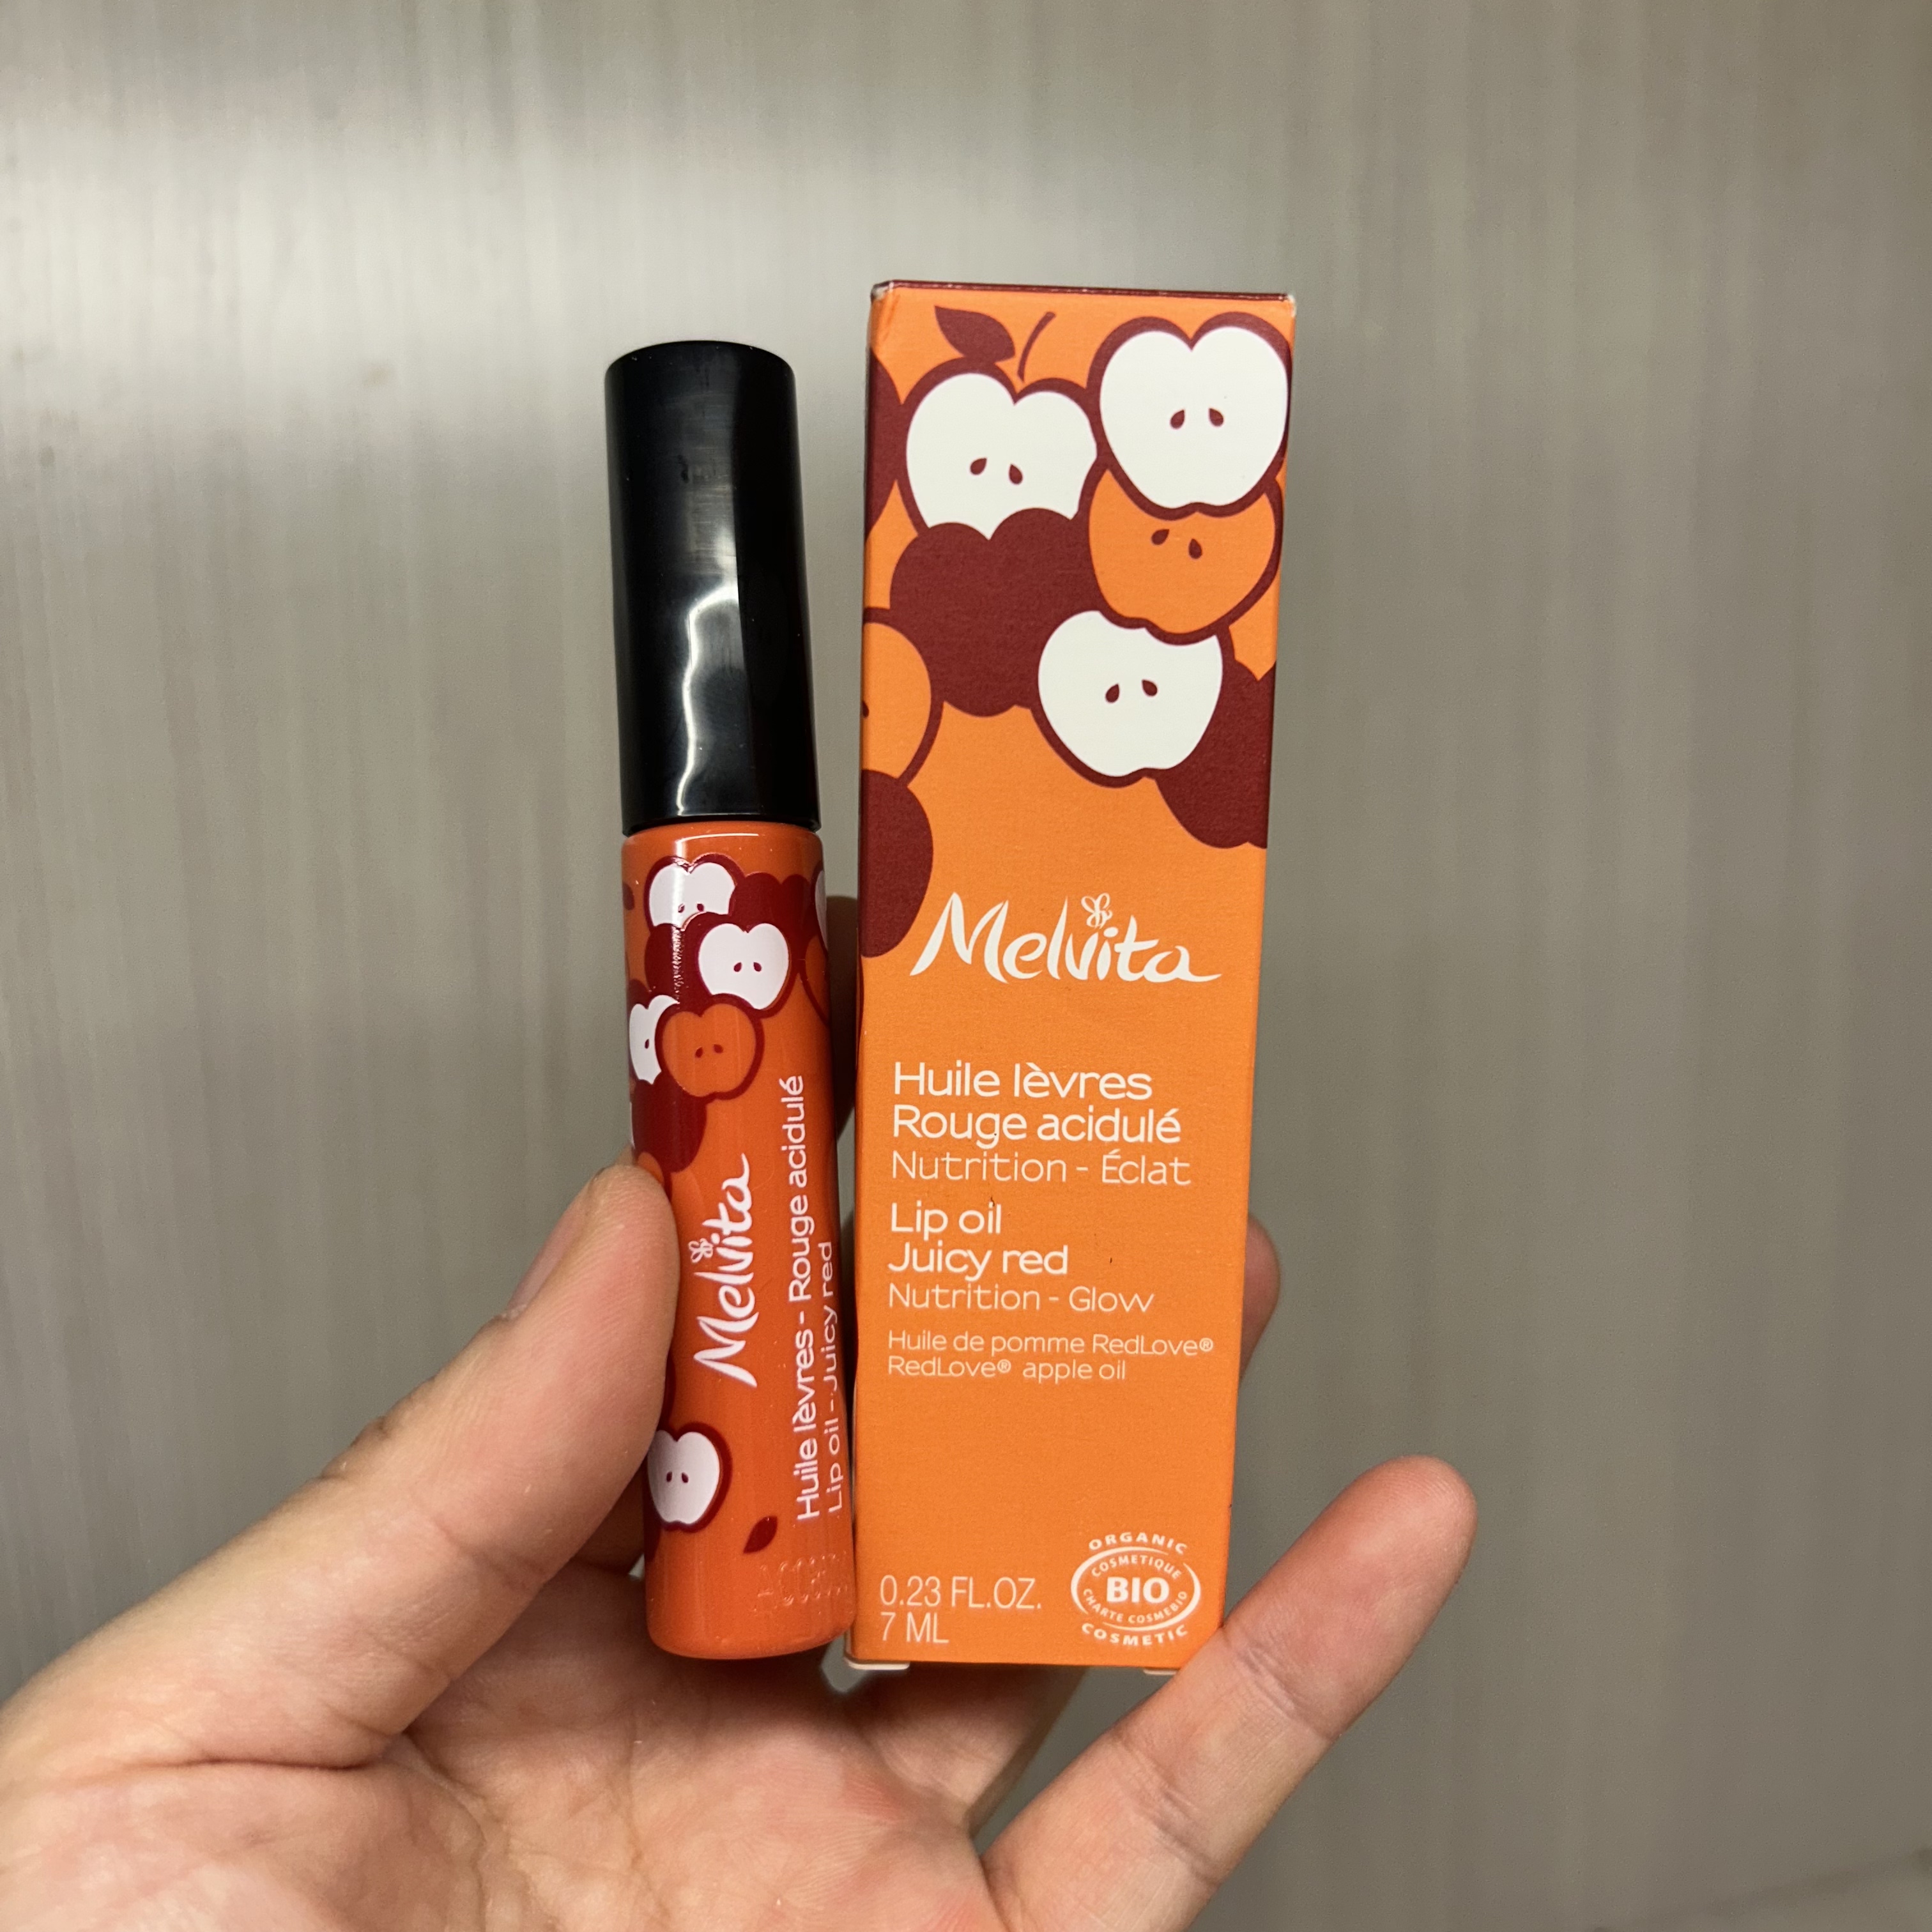 Melvita
Huile lèvres - Rouge acidulé
Lip oil - Juicy red
Melvita
Huile lèvres
Rouge acidulé
Nutrition - Éclat
Lip oil
Juicy red
Nutrition - Glow
Huile de pomme RedLove®
RedLove® apple oil
0.23 FL.OZ.
7 ML
ORGANIC
COSMETIQUE
BIO
CHARTE COSMEBIO
COSMETIC